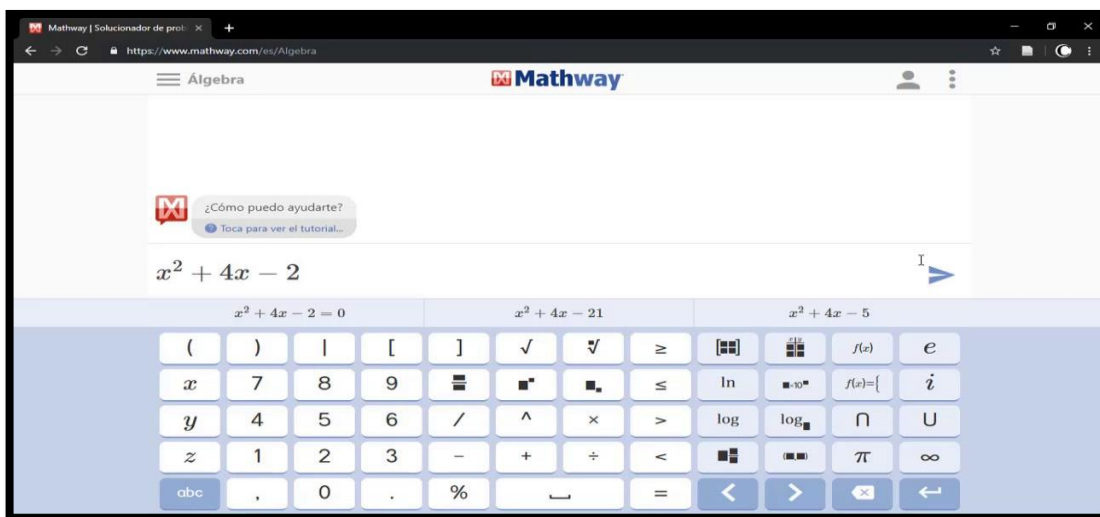 Mathway | Solucionador de prob
https://www.mathway.com/es/Algebra
Álgebra
Mathway
¿Cómo puedo ayudarte?
Toca para ver el tutorial...
x² + 4x − 2
x² + 4x − 2 = 0 x² + 4x − 21 x² + 4x − 5
( ) | [ ] √ ∛ ≥ [■■] f(x) e
x 7 8 9 ≤ ln ■×10■ f(x)={ i
y 4 5 6 / ^ × > log log■ ∩ U
z 1 2 3 − + ÷ < (■,■) π ∞
abc , 0 . % =